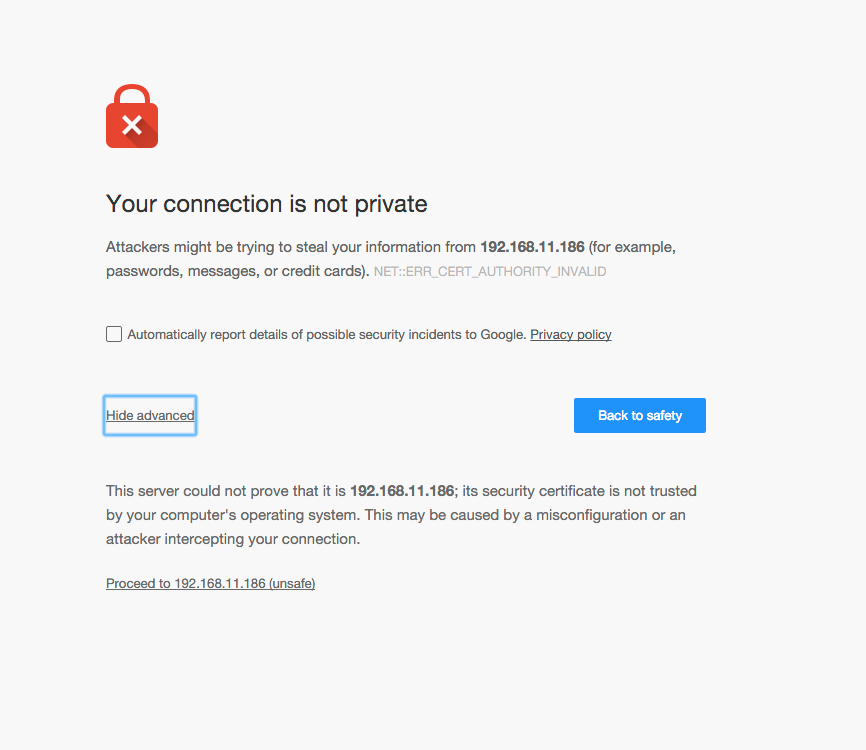 Your connection is not private
Attackers might be trying to steal your information from 192.168.11.186 (for example,
passwords, messages, or credit cards). NET::ERR_CERT_AUTHORITY_INVALID
Automatically report details of possible security incidents to Google. Privacy policy
Hide advanced
Back to safety
This server could not prove that it is 192.168.11.186; its security certificate is not trusted
by your computer's operating system. This may be caused by a misconfiguration or an
attacker intercepting your connection.
Proceed to 192.168.11.186 (unsafe)